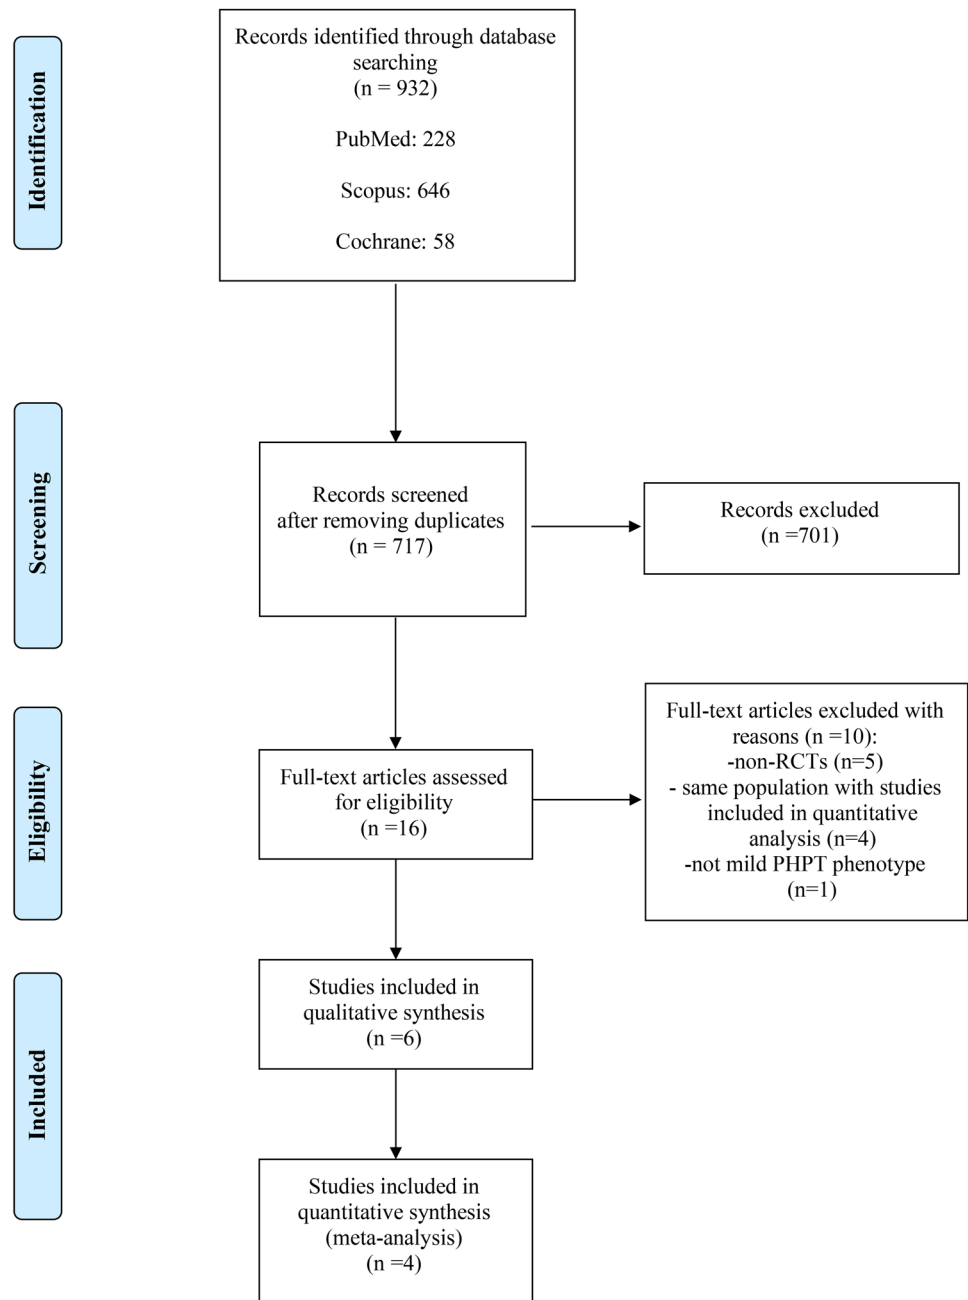 Identification
Records identified through database
searching
(n = 932)
PubMed: 228
Scopus: 646
Cochrane: 58
Screening
Records screened
after removing duplicates
(n = 717)
Records excluded
(n =701)
Eligibility
Full-text articles assessed
for eligibility
(n =16)
Full-text articles excluded with
reasons (n =10):
-non-RCTs (n=5)
- same population with studies
included in quantitative
analysis (n=4)
-not mild PHPT phenotype
(n=1)
Included
Studies included in
qualitative synthesis
(n =6)
Studies included in
quantitative synthesis
(meta-analysis)
(n =4)